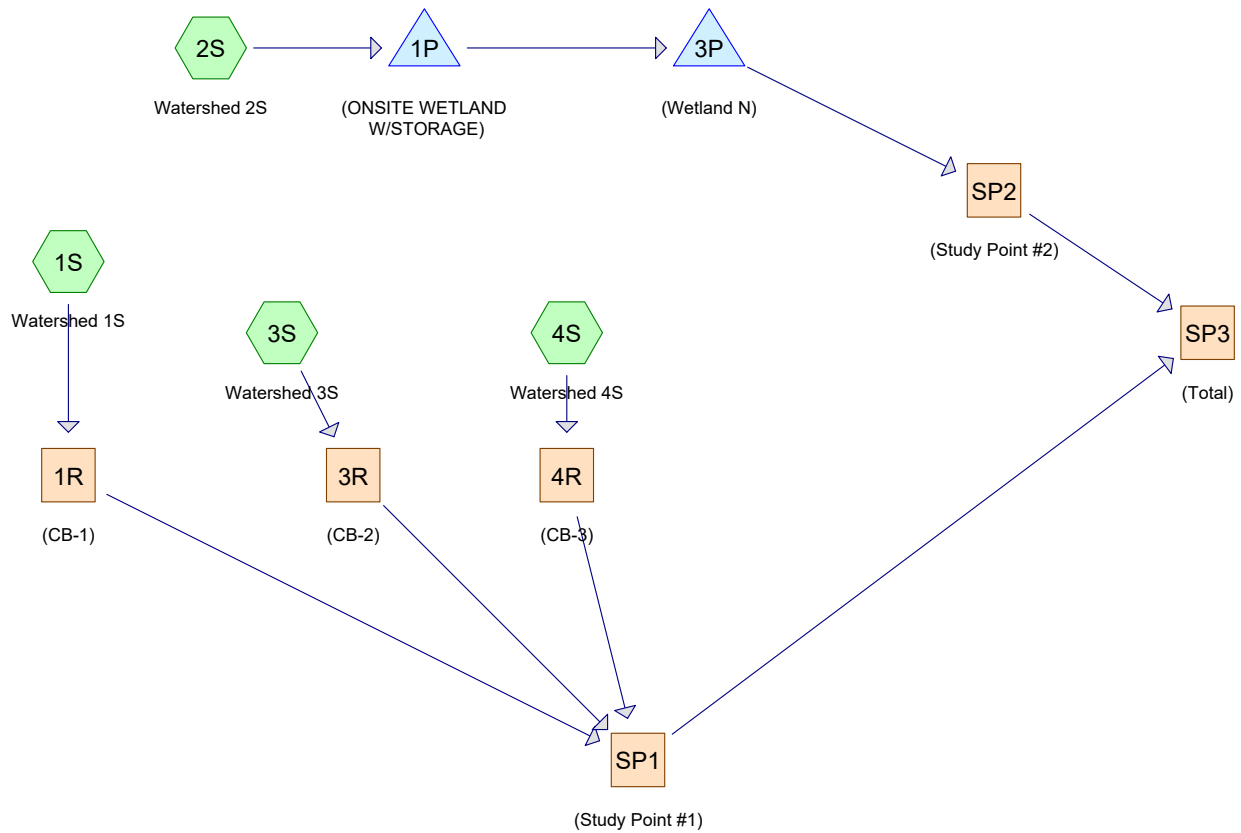 2S
1P
3P
Watershed 2S
(ONSITE WETLAND
W/STORAGE)
(Wetland N)
SP2
(Study Point #2)
1S
Watershed 1S
3S
4S
SP3
Watershed 3S
Watershed 4S
(Total)
1R
3R
4R
(CB-1)
(CB-2)
(CB-3)
SP1
(Study Point #1)